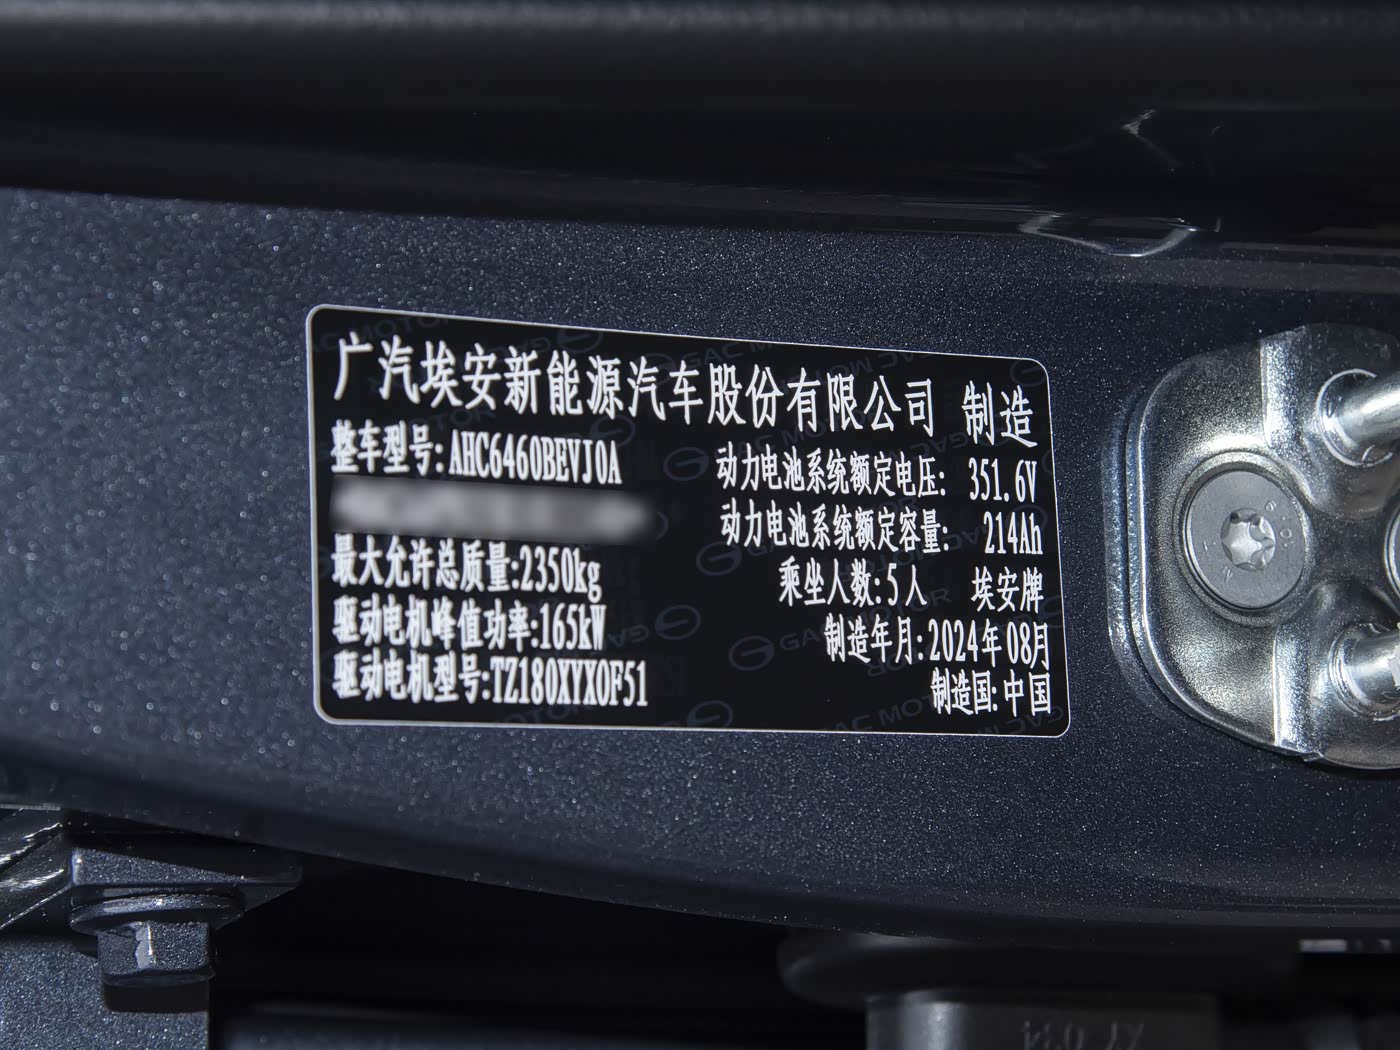 广汽埃安新能源汽车股份有限公司 制造
整车型号:AHC6460BEVJ0A
动力电池系统额定电压: 351.6V
动力电池系统额定容量: 214Ah
最大允许总质量:2350kg
乘坐人数:5人 埃安牌
驱动电机峰值功率:165kW
制造年月:2024年08月
驱动电机型号:TZ180XYX0F51
制造国:中国
GAC MOTOR